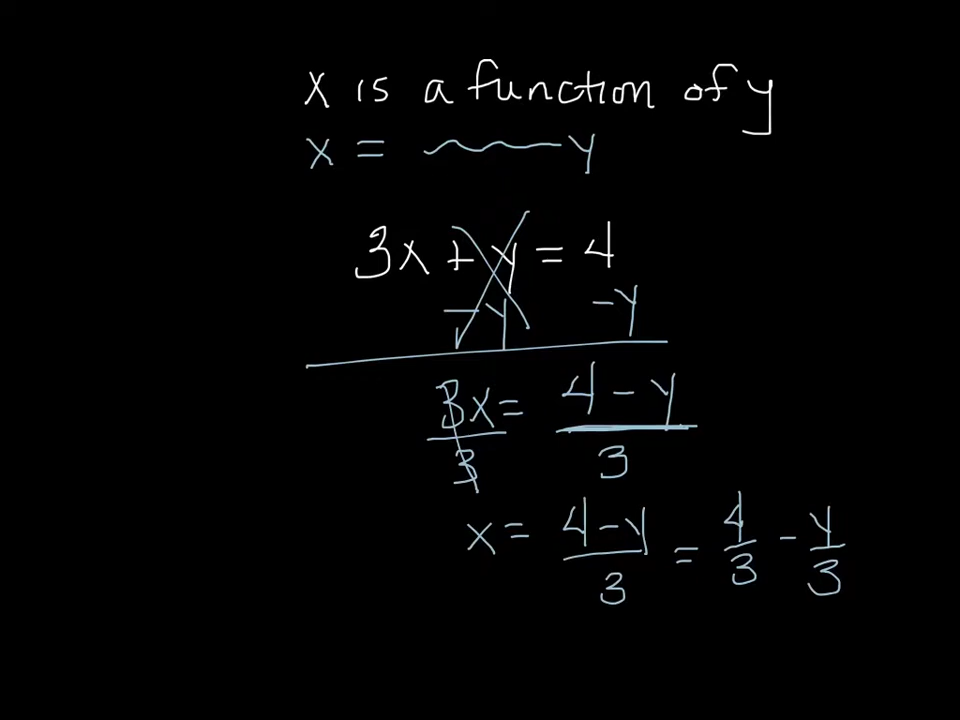 x is a function of y
x = y
3x + y = 4
- y - y
3x = 4 - y
3 3
x = 4 - y = 4 - y
3 3 3